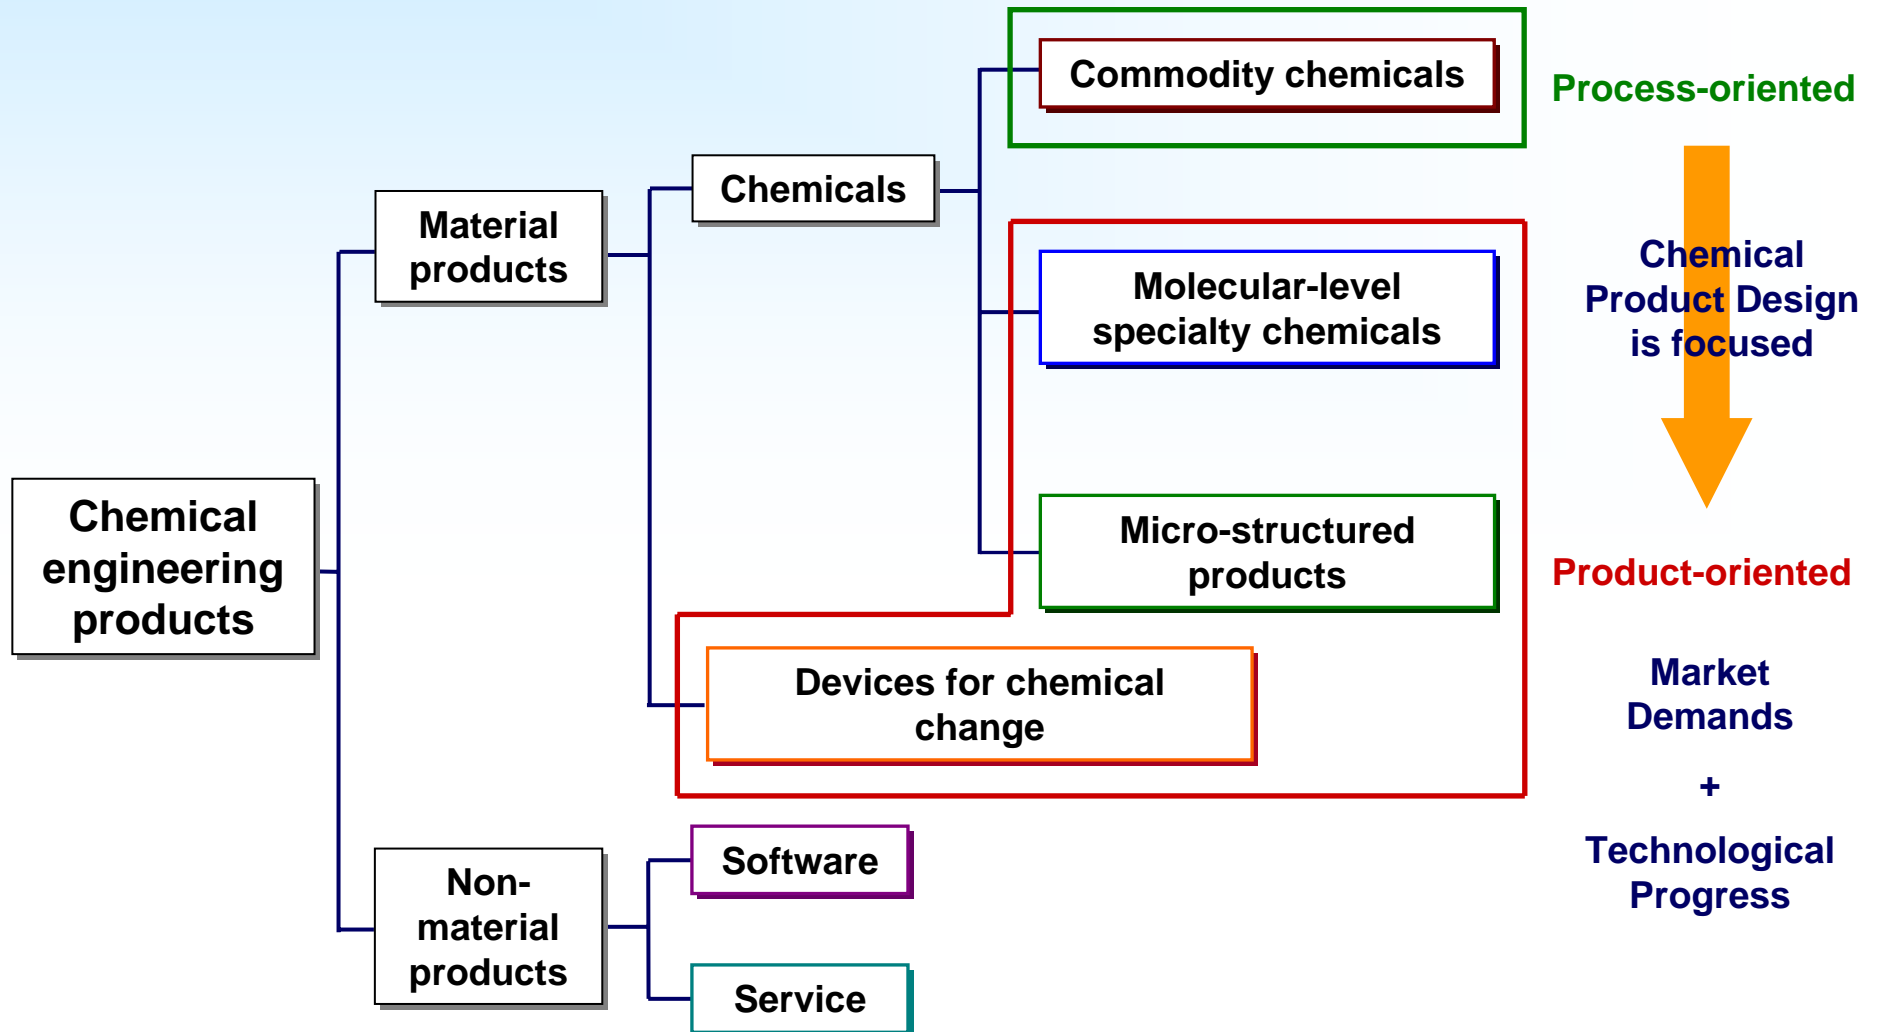 Commodity chemicals
Process-oriented
Chemicals
Material
products
Molecular-level
specialty chemicals
Chemical
Product Design
is focused
Chemical
engineering
products
Micro-structured
products
Product-oriented
Devices for chemical
change
Market
Demands
+
Technological
Progress
Non-
material
products
Software
Service